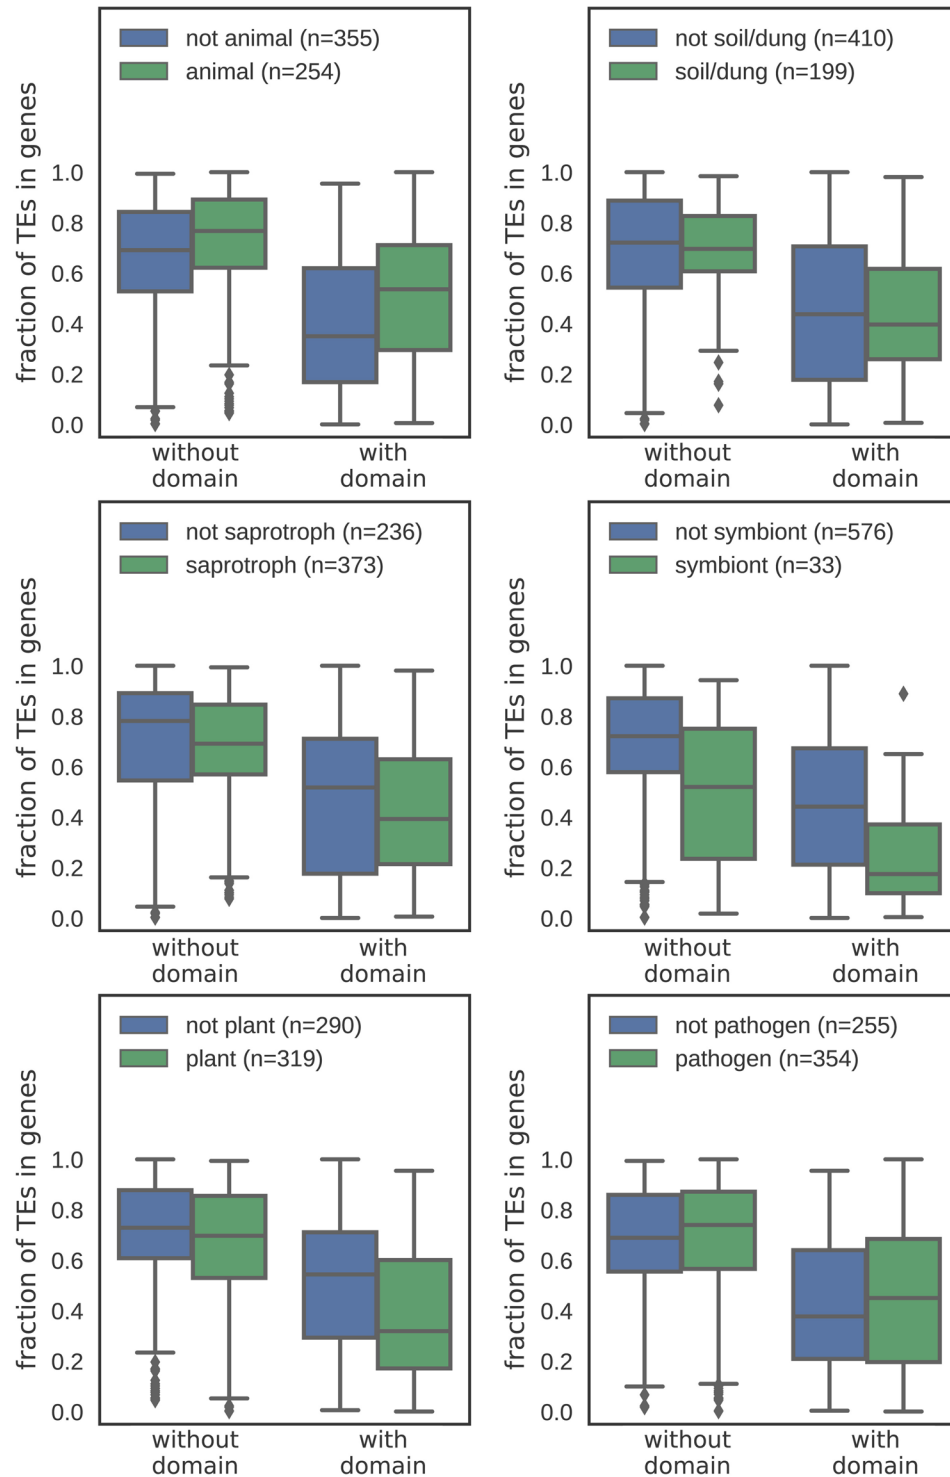 not animal (n=355)
animal (n=254)
fraction of TEs in genes
1.0
0.8
0.6
0.4
0.2
0.0
without
domain
with
domain
not soil/dung (n=410)
soil/dung (n=199)
fraction of TEs in genes
1.0
0.8
0.6
0.4
0.2
0.0
without
domain
with
domain
not saprotroph (n=236)
saprotroph (n=373)
fraction of TEs in genes
1.0
0.8
0.6
0.4
0.2
0.0
without
domain
with
domain
not symbiont (n=576)
symbiont (n=33)
fraction of TEs in genes
1.0
0.8
0.6
0.4
0.2
0.0
without
domain
with
domain
not plant (n=290)
plant (n=319)
fraction of TEs in genes
1.0
0.8
0.6
0.4
0.2
0.0
without
domain
with
domain
not pathogen (n=255)
pathogen (n=354)
fraction of TEs in genes
1.0
0.8
0.6
0.4
0.2
0.0
without
domain
with
domain